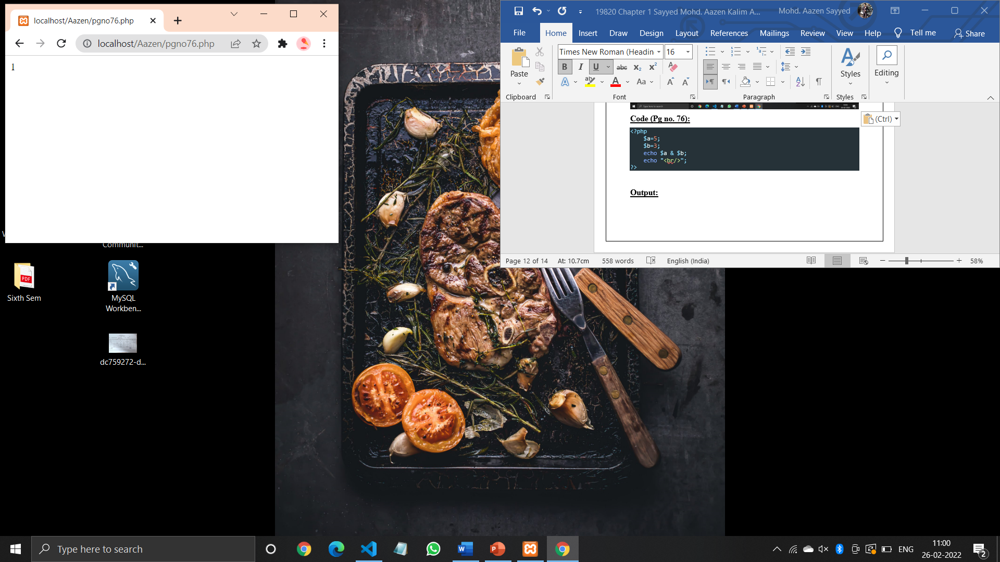 localhost/Aazen/pgno76.php
localhost/Aazen/pgno76.php
1
19820 Chapter 1 Sayyed Mohd. Aazen Kalim A...
Mohd. Aazen Sayyed
File
Home
Insert
Draw
Design
Layout
References
Mailings
Review
View
Help
Tell me
Share
Times New Roman (Headin
16
Paste
Styles
Editing
Clipboard
Font
Paragraph
Styles
(Ctrl)
Code (Pg no. 76):
<?php
$a=5;
$b=3;
echo $a & $b;
echo "<br/>";
?>
Output:
Page 12 of 14
At: 10.7cm
558 words
English (India)
58%
Communit...
Sixth Sem
MySQL
Workben...
dc759272-d...
Type here to search
ENG
11:00
26-02-2022
2